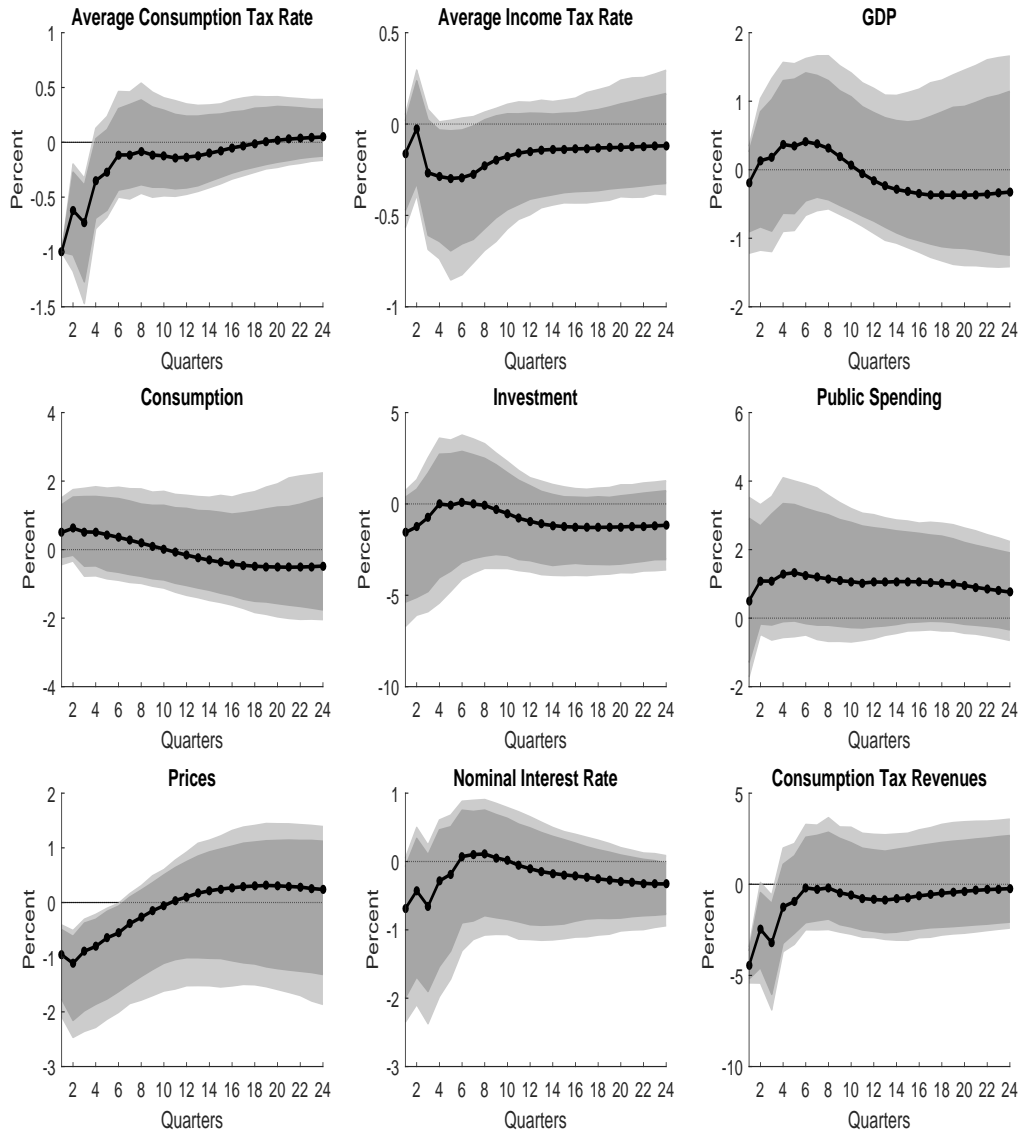 Average Consumption Tax Rate
Percent
1
0.5
0
-0.5
-1
-1.5
2 4 6 8 10 12 14 16 18 20 22 24
Quarters
Average Income Tax Rate
Percent
0.5
0
-0.5
-1
2 4 6 8 10 12 14 16 18 20 22 24
Quarters
GDP
Percent
2
1
0
-1
-2
2 4 6 8 10 12 14 16 18 20 22 24
Quarters
Consumption
Percent
4
2
0
-2
-4
2 4 6 8 10 12 14 16 18 20 22 24
Quarters
Investment
Percent
5
0
-5
-10
2 4 6 8 10 12 14 16 18 20 22 24
Quarters
Public Spending
Percent
6
4
2
0
-2
2 4 6 8 10 12 14 16 18 20 22 24
Quarters
Prices
Percent
2
1
0
-1
-2
-3
2 4 6 8 10 12 14 16 18 20 22 24
Quarters
Nominal Interest Rate
Percent
1
0
-1
-2
-3
2 4 6 8 10 12 14 16 18 20 22 24
Quarters
Consumption Tax Revenues
Percent
5
0
-5
-10
2 4 6 8 10 12 14 16 18 20 22 24
Quarters